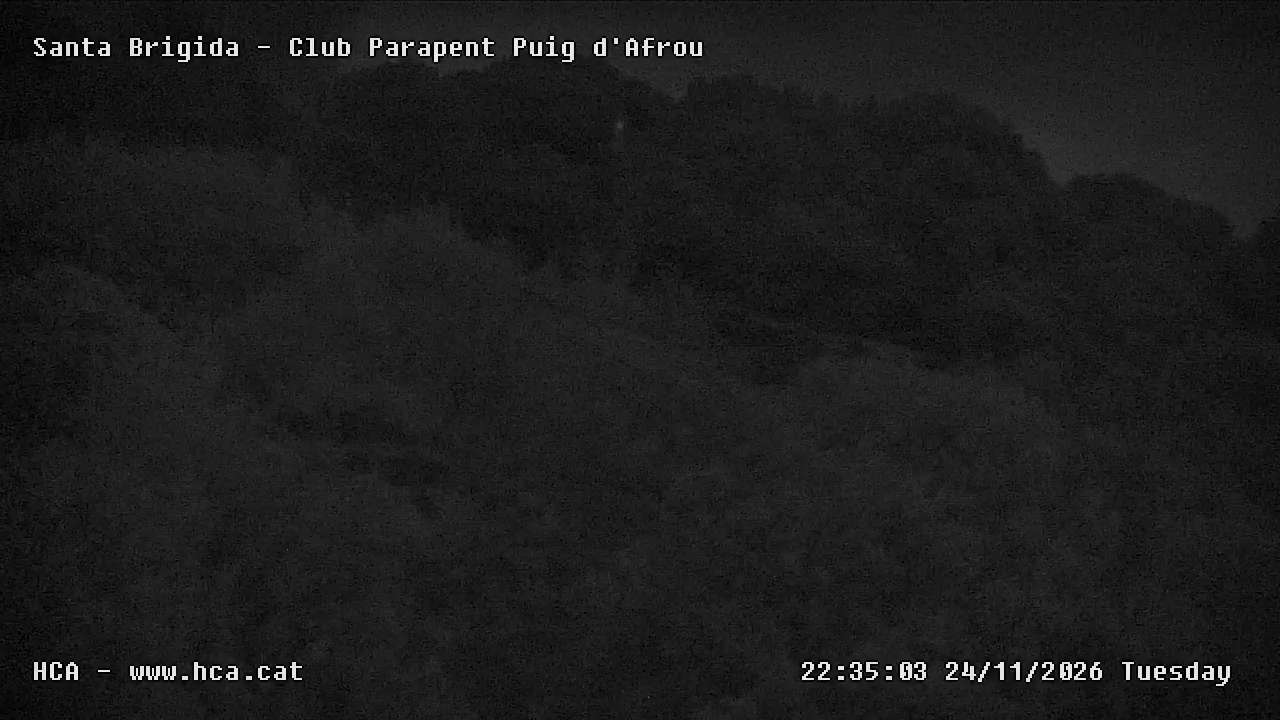 Santa Brigida - Club Parapent Puig d'Afrou
HCA - www.hca.cat
22:35:03 24/11/2026 Tuesday